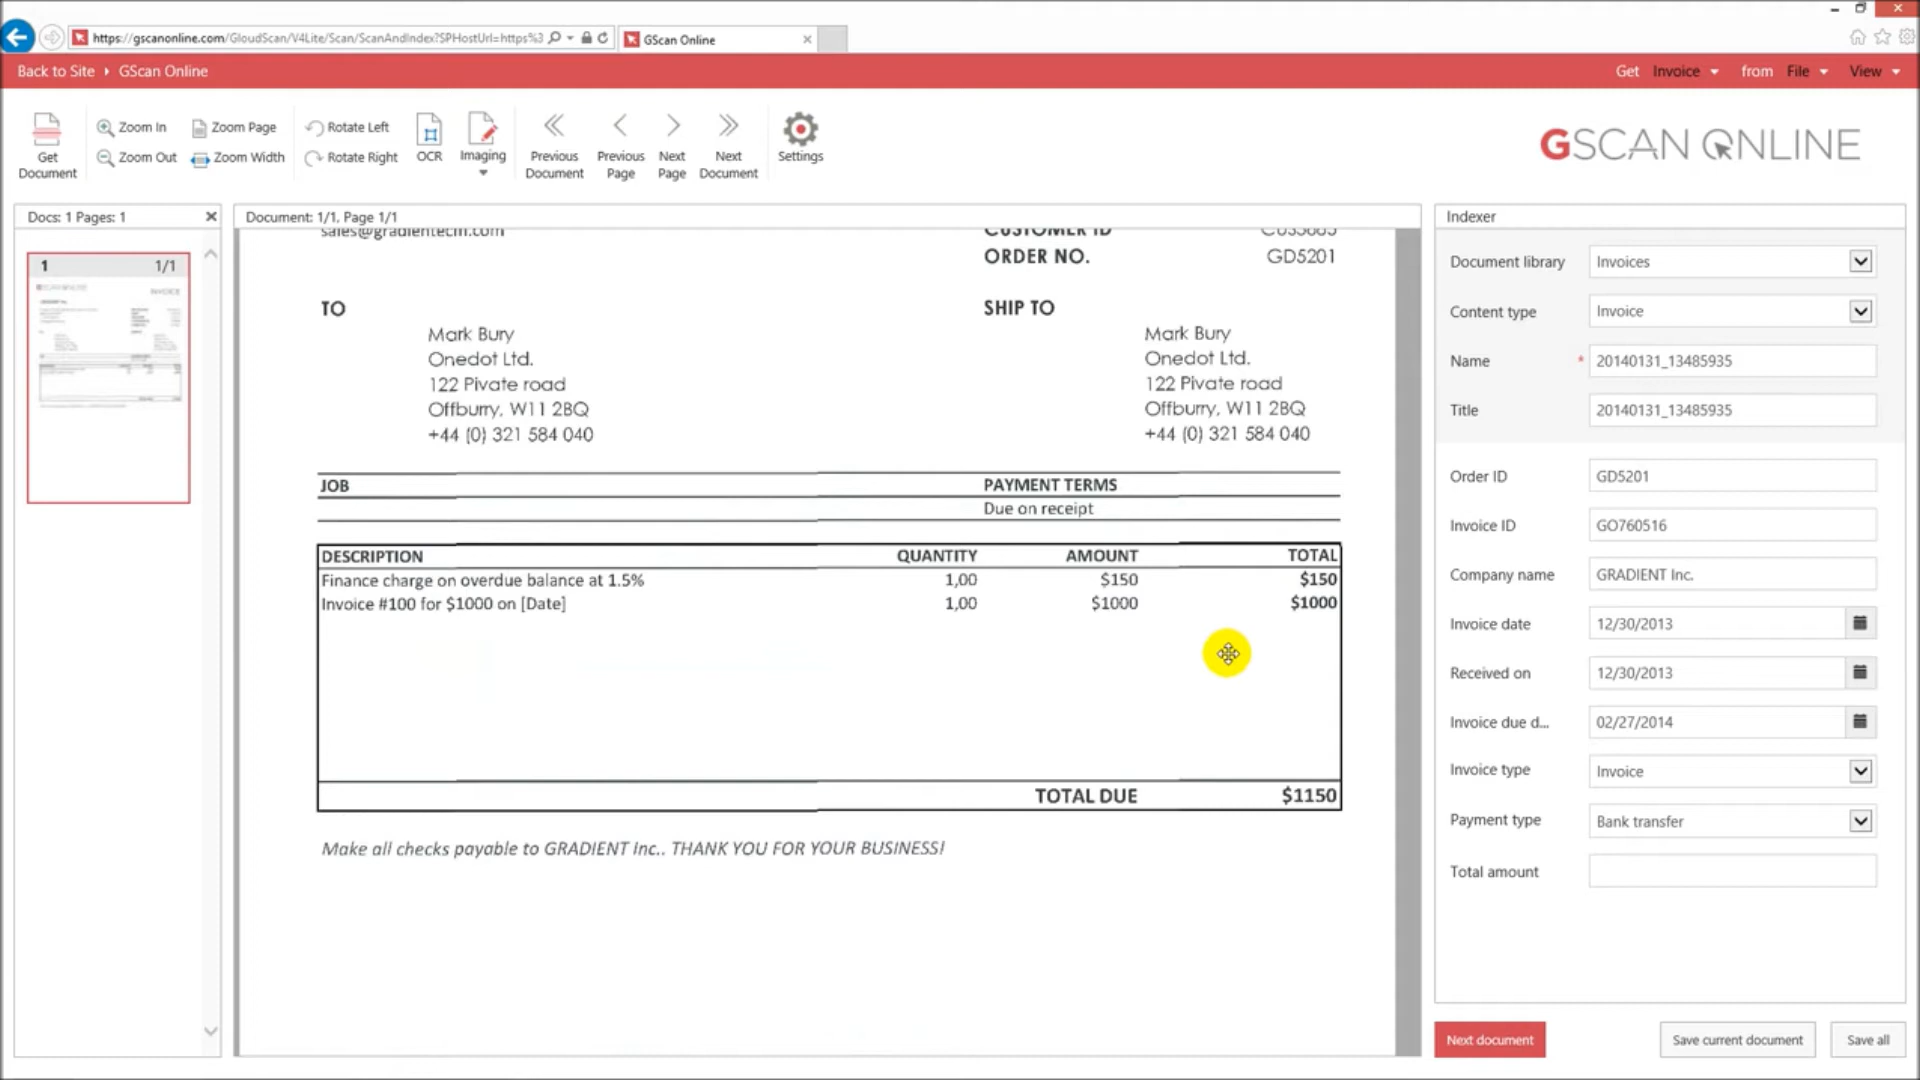 https://gscanonline.com/GloudScan/V4Lite/Scan/ScanAndIndex?SPHostUrl=https%3
GScan Online
Back to Site
GScan Online
Get Invoice from File View
Get Document
Zoom In
Zoom Out
Zoom Page
Zoom Width
Rotate Left
Rotate Right
OCR
Imaging
Previous Document
Previous Page
Next Page
Next Document
Settings
GSCAN ONLINE
Docs: 1 Pages: 1
1 1/1
Document: 1/1, Page 1/1
sales@gradientecm.com
CUSTOMER ID
ORDER NO. GD5201
TO
Mark Bury
Onedot Ltd.
122 Pivate road
Offburry, W11 2BQ
+44 (0) 321 584 040
SHIP TO
Mark Bury
Onedot Ltd.
122 Pivate road
Offburry, W11 2BQ
+44 (0) 321 584 040
JOB PAYMENT TERMS
Due on receipt
DESCRIPTION QUANTITY AMOUNT TOTAL
Finance charge on overdue balance at 1.5% 1,00 $150 $150
Invoice #100 for $1000 on [Date] 1,00 $1000 $1000
TOTAL DUE $1150
Make all checks payable to GRADIENT Inc.. THANK YOU FOR YOUR BUSINESS!
Indexer
Document library Invoices
Content type Invoice
Name * 20140131_13485935
Title 20140131_13485935
Order ID GD5201
Invoice ID GO760516
Company name GRADIENT Inc.
Invoice date 12/30/2013
Received on 12/30/2013
Invoice due d... 02/27/2014
Invoice type Invoice
Payment type Bank transfer
Total amount
Next document
Save current document
Save all